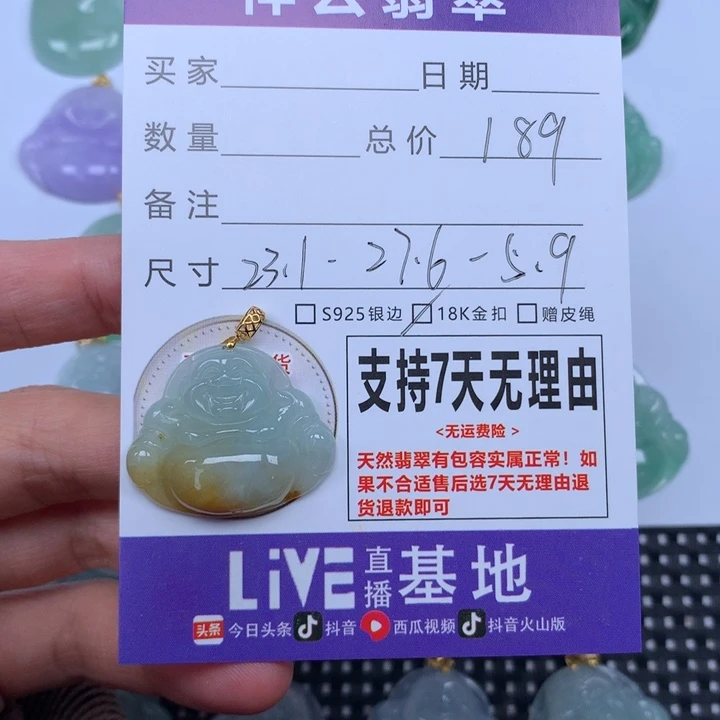 翡翠
买家 日期
数量 总价 189
备注
尺寸 23.1 - 27.6 - 5.9
S925银边 18K金扣 赠皮绳
货
支持7天无理由
<无运费险>
天然翡翠有包容实属正常!如
果不合适售后选7天无理由退
货退款即可
LiVE 直播 基地
头条 今日头条 抖音 西瓜视频 抖音火山版